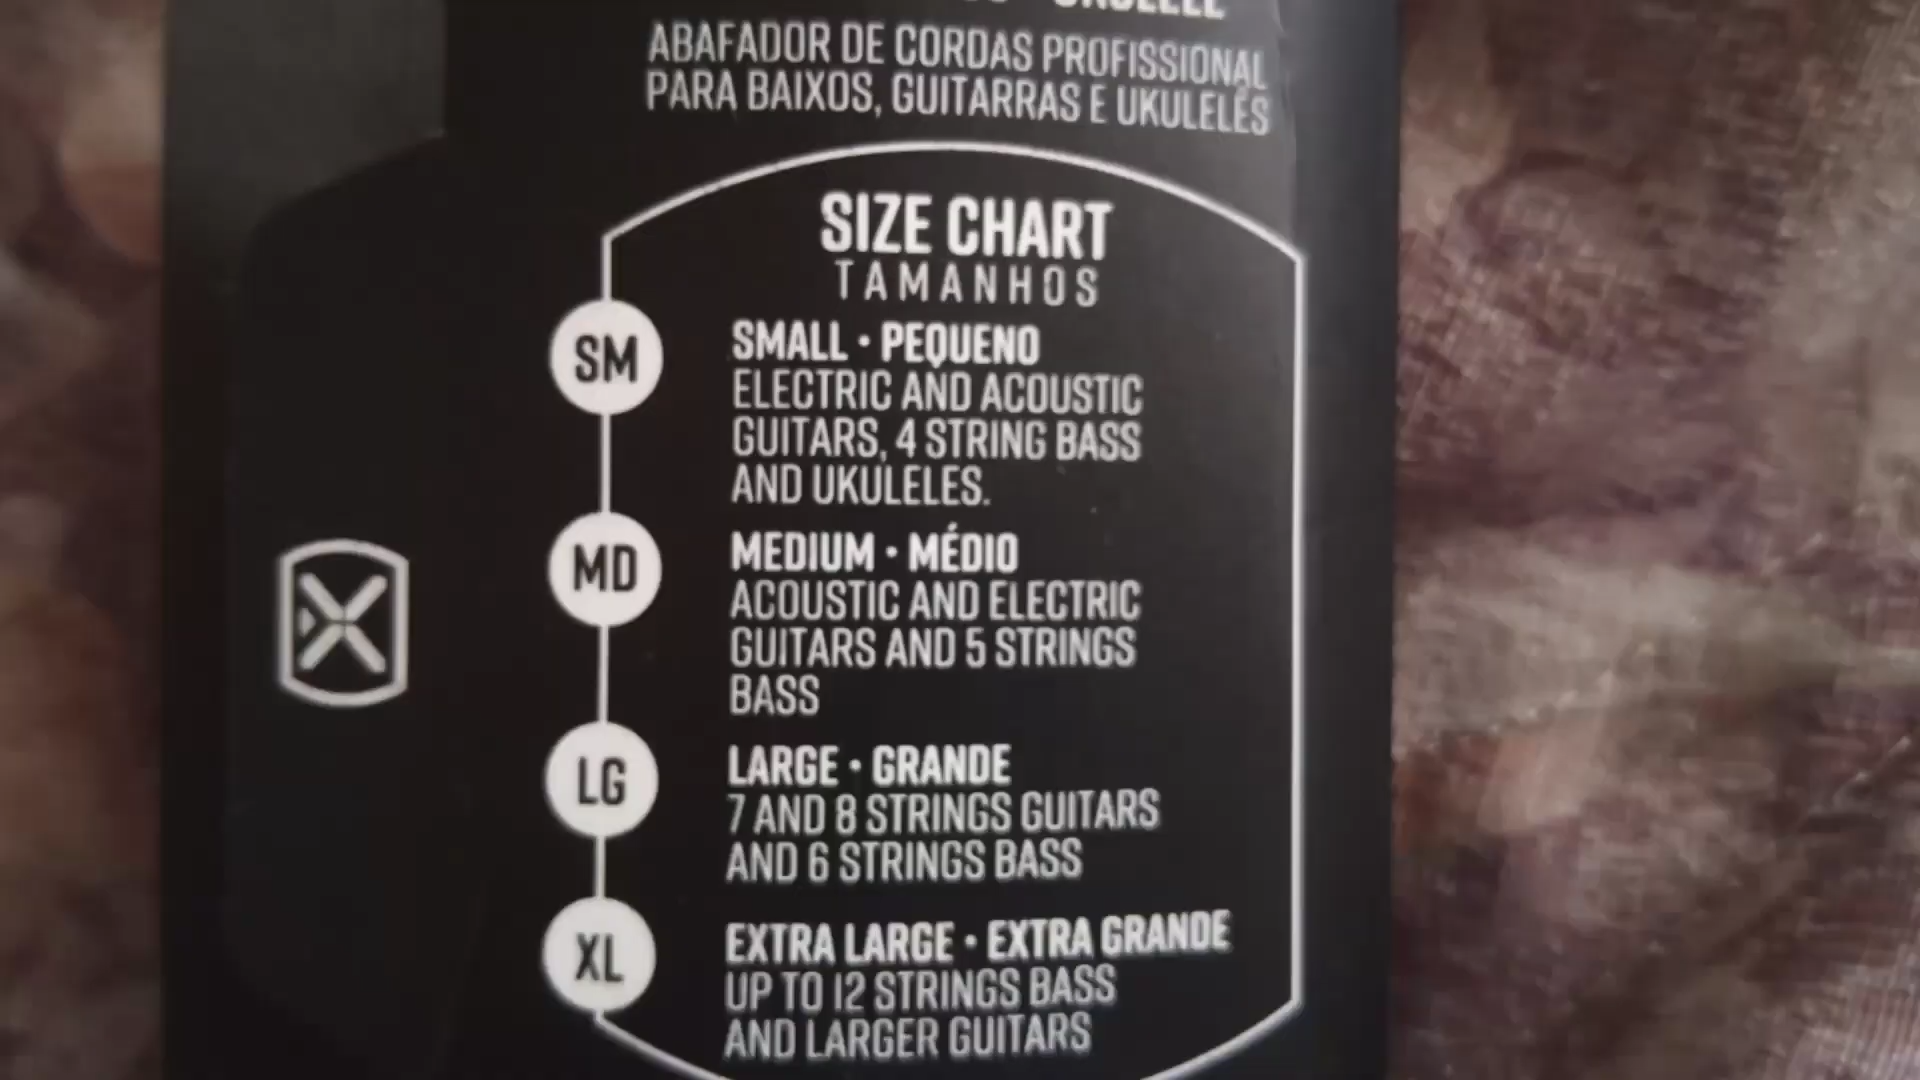 ABAFADOR DE CORDAS PROFISSIONAL
PARA BAIXOS, GUITARRAS E UKULELÊS
SIZE CHART
TAMANHOS
SM
SMALL • PEQUENO
ELECTRIC AND ACOUSTIC
GUITARS, 4 STRING BASS
AND UKULELES.
MD
MEDIUM • MÉDIO
ACOUSTIC AND ELECTRIC
GUITARS AND 5 STRINGS
BASS
LG
LARGE • GRANDE
7 AND 8 STRINGS GUITARS
AND 6 STRINGS BASS
XL
EXTRA LARGE • EXTRA GRANDE
UP TO 12 STRINGS BASS
AND LARGER GUITARS